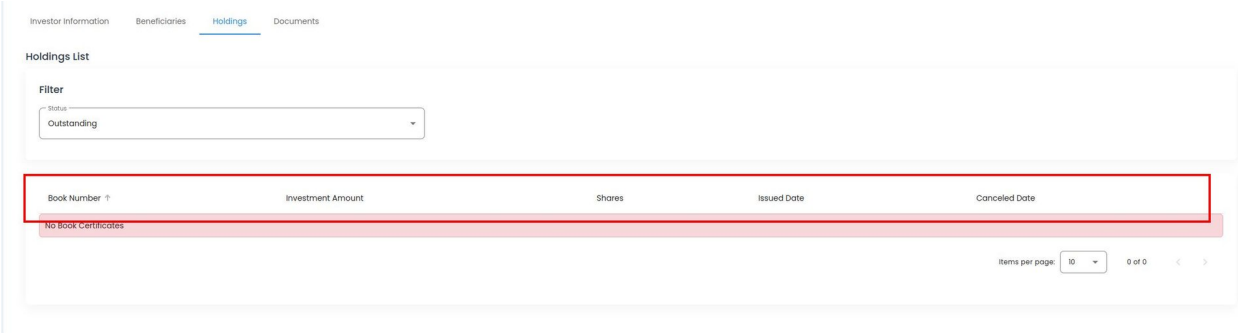 Investor Information Beneficiaries Holdings Documents
Holdings List
Filter
Status
Outstanding
Book Number ↑ Investment Amount Shares Issued Date Canceled Date
No Book Certificates
Items per page: 10 0 of 0